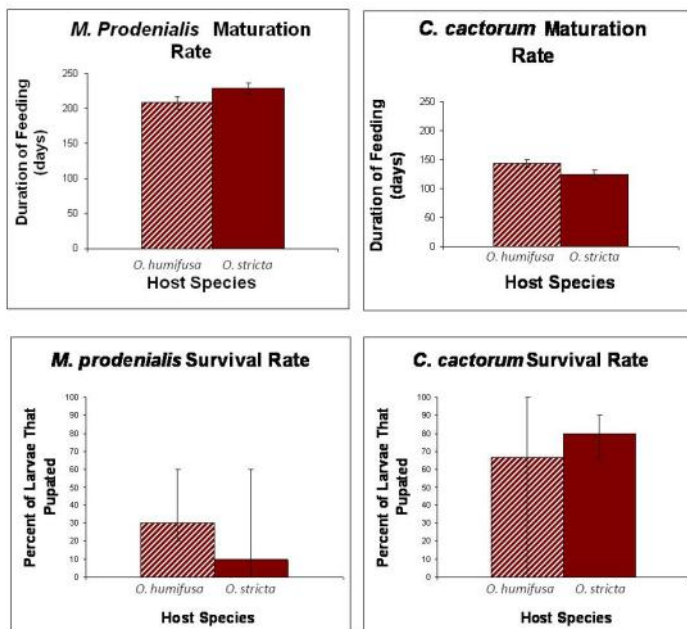 M. Prodenialis Maturation
Rate
Duration of Feeding
(days)
250
200
150
100
50
0
O. humifusa O. stricta
Host Species
C. cactorum Maturation
Rate
Duration of Feeding
(days)
250
200
150
100
50
0
O. humifusa O. stricta
Host Species
M. prodenialis Survival Rate
Percent of Larvae That
Pupated
100
90
80
70
60
50
40
30
20
10
0
O. humifusa O. stricta
Host Species
C. cactorum Survival Rate
Percent of Larvae That
Pupated
100
90
80
70
60
50
40
30
20
10
0
O. humifusa O. stricta
Host Species